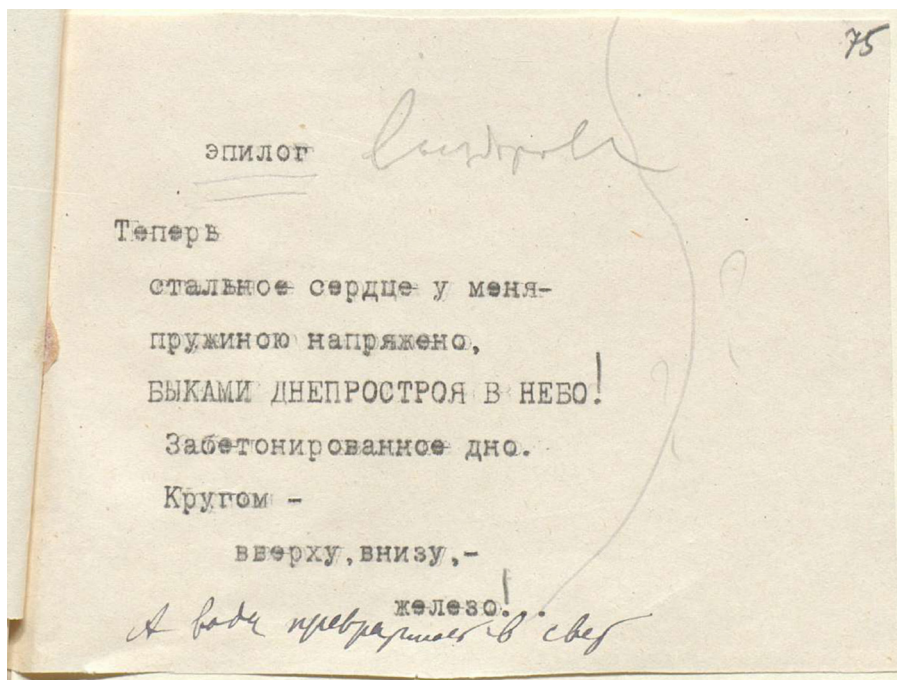 75
эпилог
Теперь
стальное сердце у меня-
пружиною напряжено,
БЫКАМИ ДНЕПРОСТРОЯ В НЕБО!
Забетонированное дно.
Кругом -
вверху,внизу,-
железо!..
А вода в свет